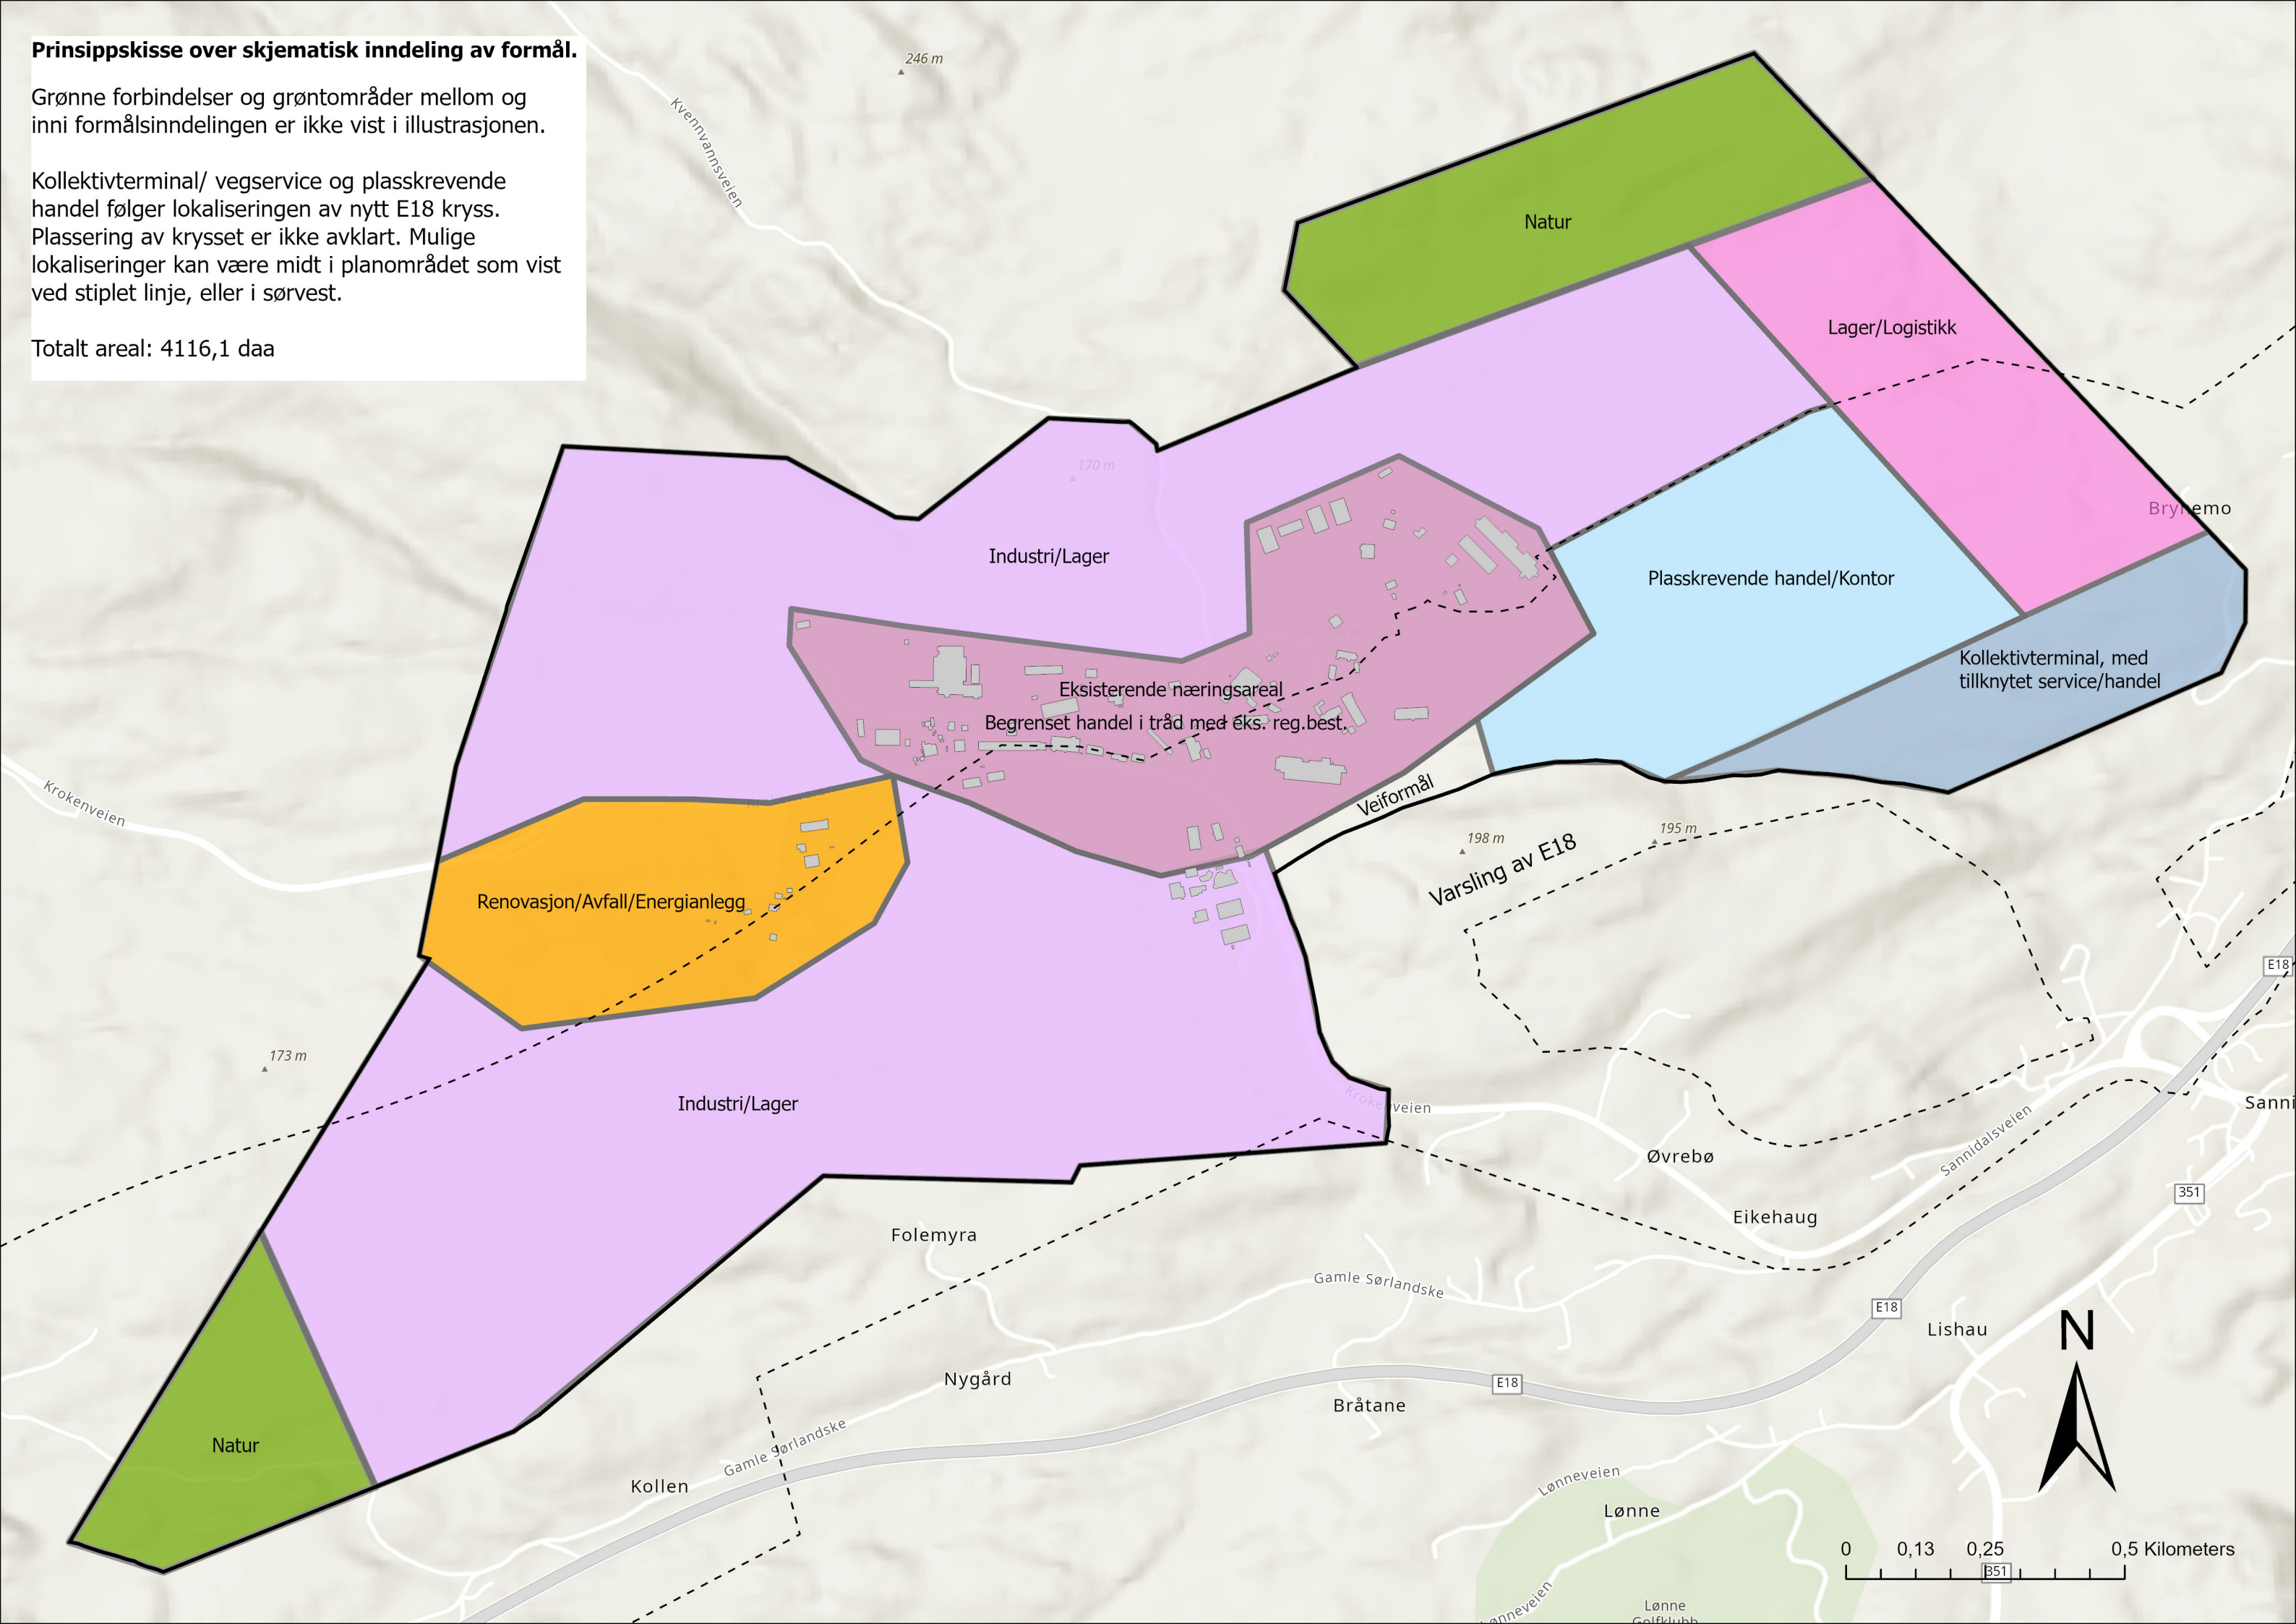 Prinsippskisse over skjematisk inndeling av formål.
Grønne forbindelser og grøntområder mellom og
inni formålsinndelingen er ikke vist i illustrasjonen.
Kollektivterminal/ vegservice og plasskrevende
handel følger lokaliseringen av nytt E18 kryss.
Plassering av krysset er ikke avklart. Mulige
lokaliseringer kan være midt i planområdet som vist
ved stiplet linje, eller i sørvest.
Totalt areal: 4116,1 daa
246 m
Kvennvannsveien
Natur
Lager/Logistikk
170 m
Brynemo
Industri/Lager
Plasskrevende handel/Kontor
Kollektivterminal, med
tillknytet service/handel
Eksisterende næringsareal
Begrenset handel i tråd med eks. reg.best.
Krokenveien
Veiformål
198 m
195 m
Varsling av E18
Renovasjon/Avfall/Energianlegg
E18
173 m
Industri/Lager
Krokenveien
Sanni
Sannidalsveien
Øvrebø
351
Eikehaug
Folemyra
Gamle Sørlandske
E18
Lishau
N
Nygård
E18
Bråtane
Natur
Gamle Sørlandske
Kollen
Lønneveien
Lønne
0 0,13 0,25 0,5 Kilometers
351
Lønneveien
Lønne
Golfklubb